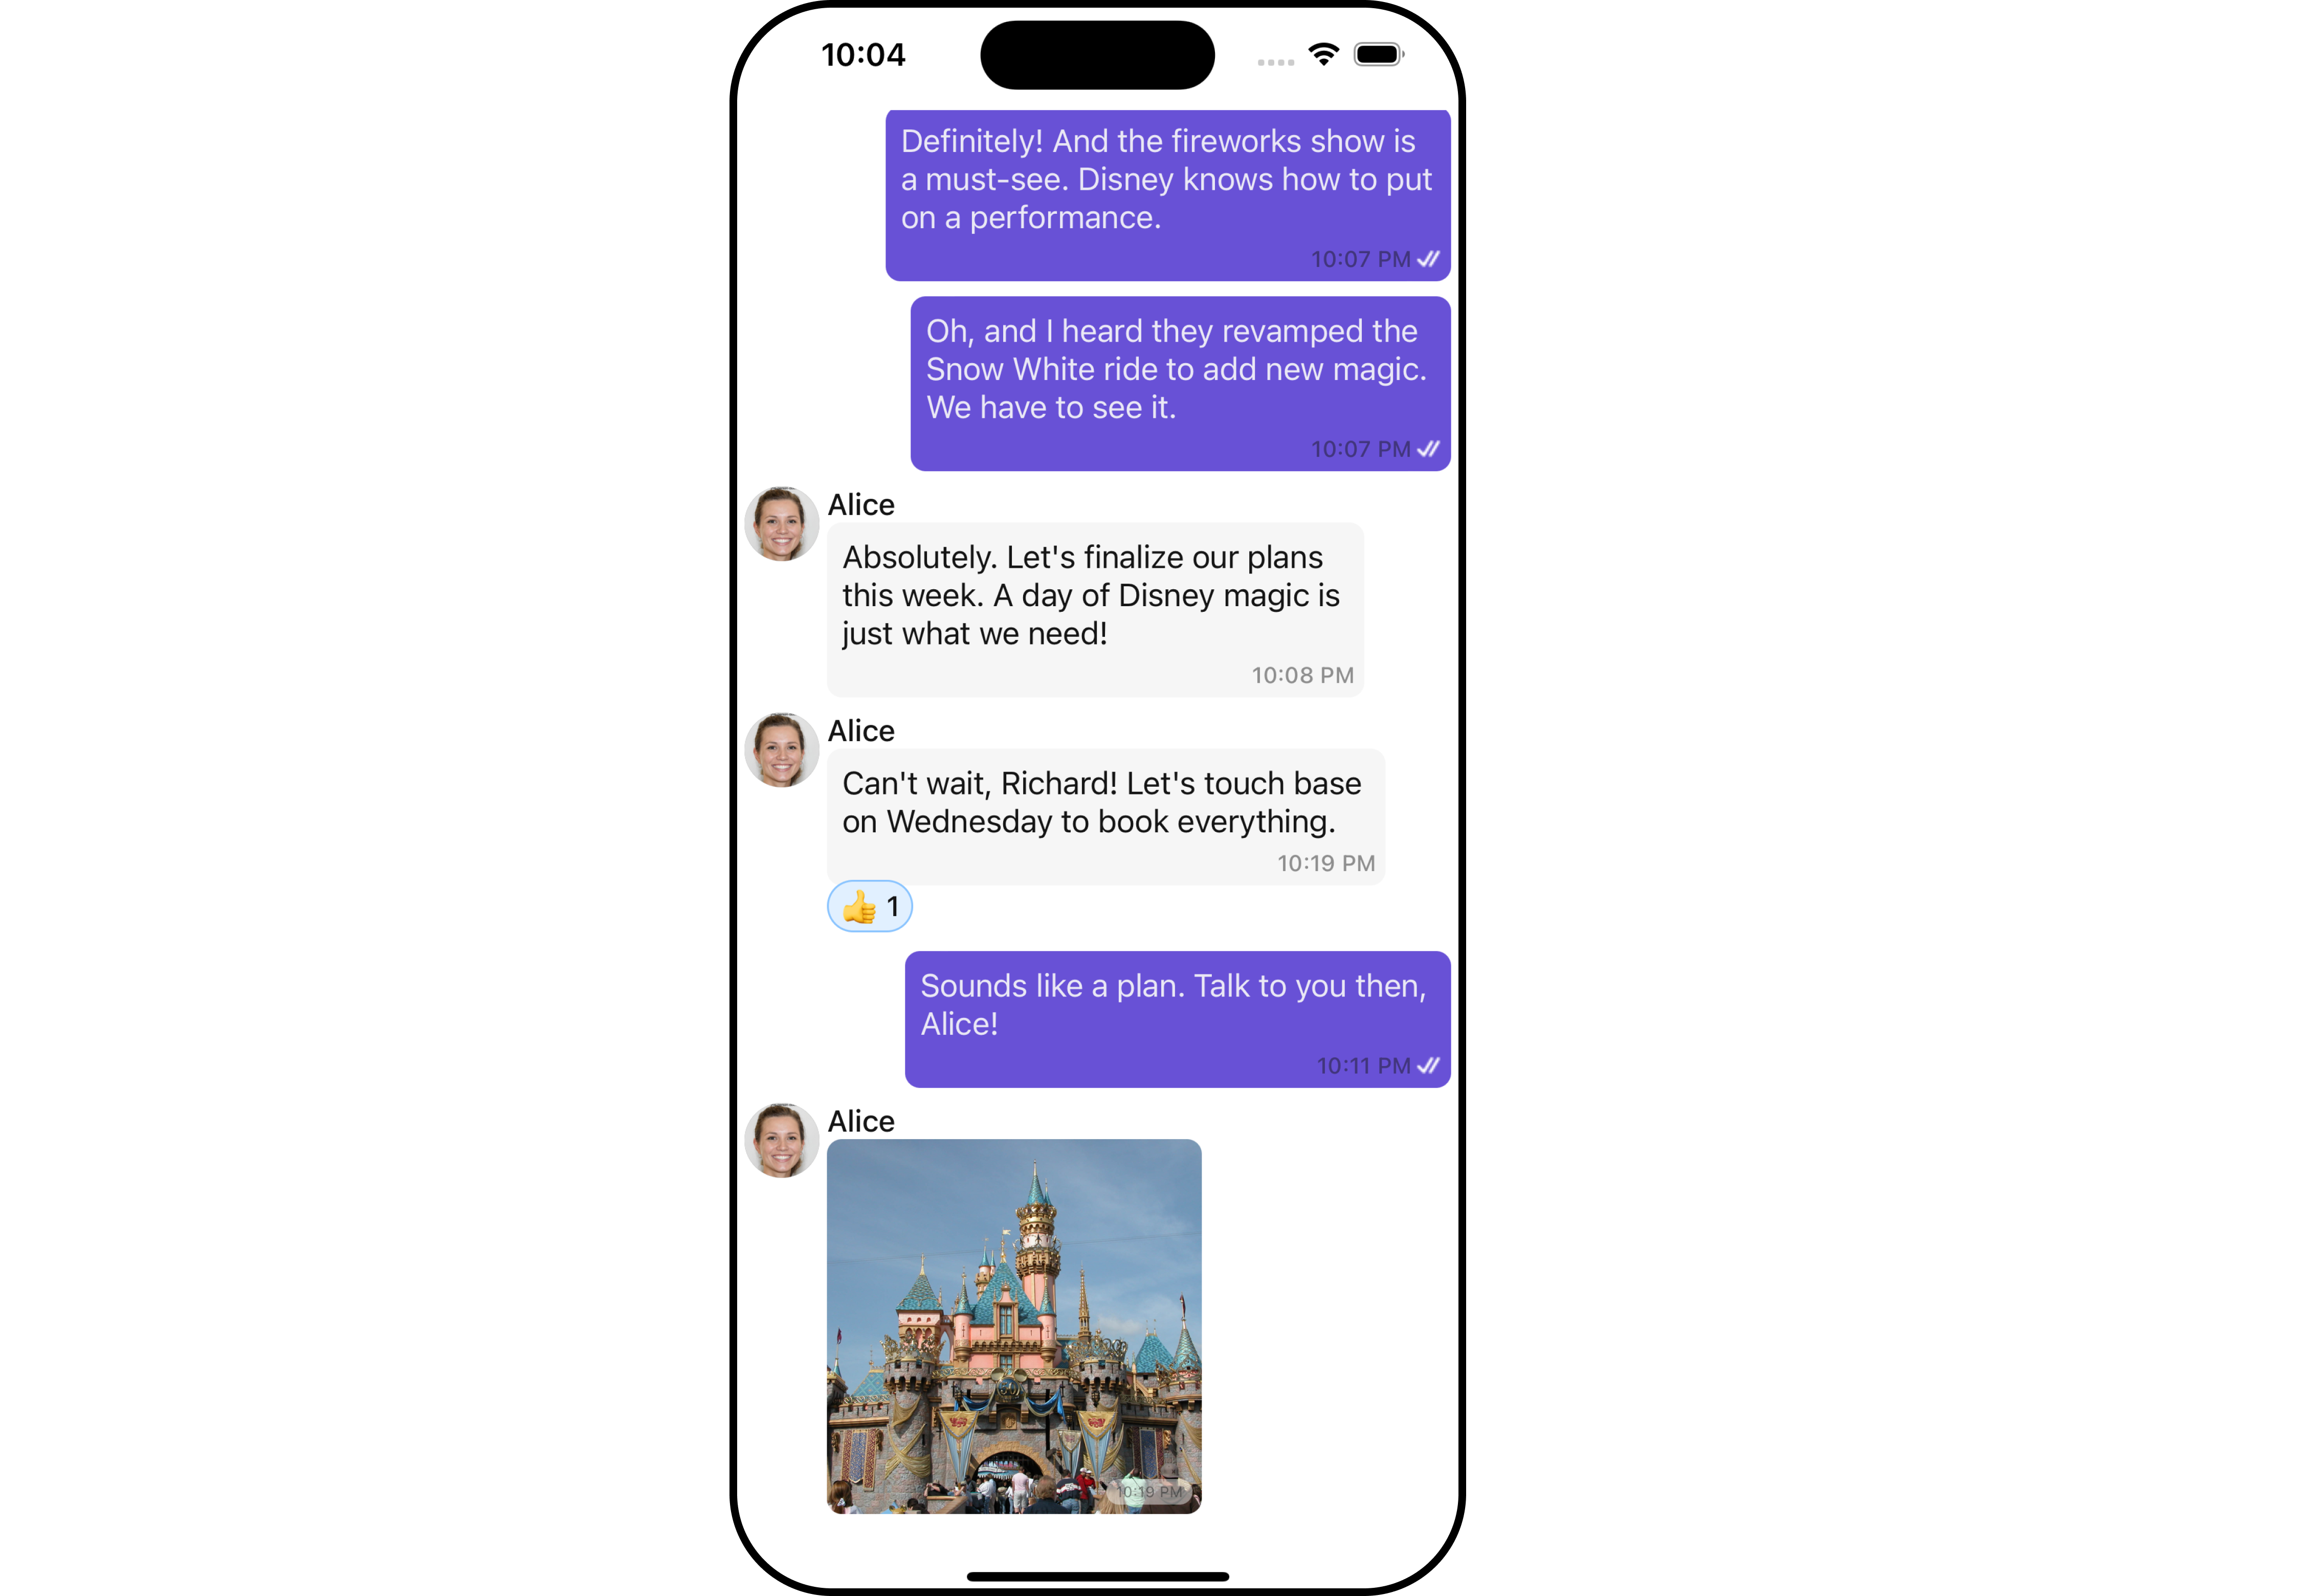 10:04
Definitely! And the fireworks show is
a must-see. Disney knows how to put
on a performance.
10:07 PM
Oh, and I heard they revamped the
Snow White ride to add new magic.
We have to see it.
10:07 PM
Alice
Absolutely. Let's finalize our plans
this week. A day of Disney magic is
just what we need!
10:08 PM
Alice
Can't wait, Richard! Let's touch base
on Wednesday to book everything.
10:19 PM
👍 1
Sounds like a plan. Talk to you then,
Alice!
10:11 PM
Alice
10:19 PM